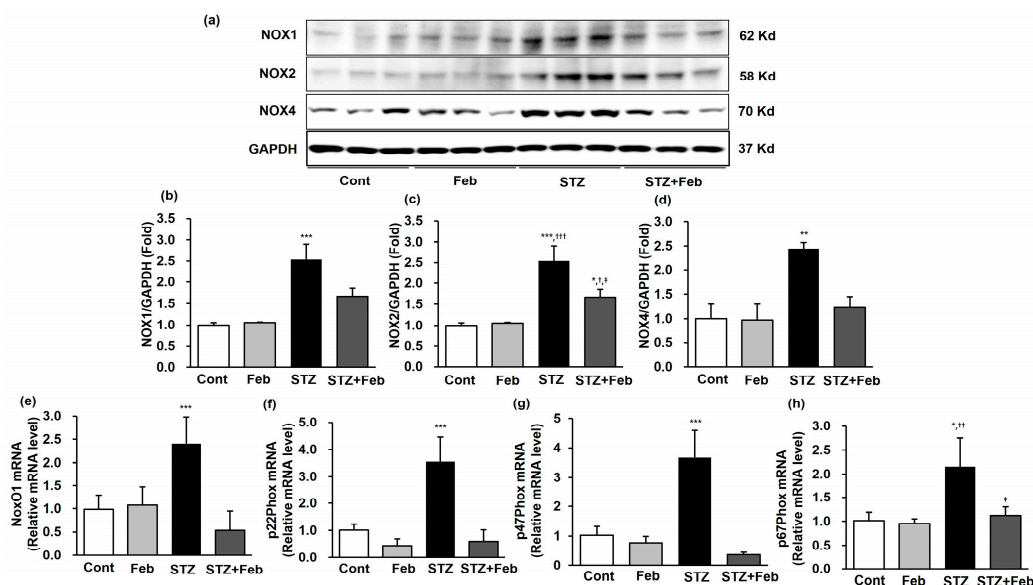 (a)
NOX1
62 Kd
NOX2
58 Kd
NOX4
70 Kd
GAPDH
37 Kd
Cont Feb STZ STZ+Feb
(b)
NOX1/GAPDH (Fold)
3.5
3.0
2.5
2.0
1.5
1.0
0.5
0.0
***
Cont Feb STZ STZ+Feb
(c)
NOX2/GAPDH (Fold)
3.5
3.0
2.5
2.0
1.5
1.0
0.5
0.0
***,†††
*,†,‡
Cont Feb STZ STZ+Feb
(d)
NOX4/GAPDH (Fold)
3.0
2.5
2.0
1.5
1.0
0.5
0.0
**
Cont Feb STZ STZ+Feb
(e)
NoxO1 mRNA
(Relative mRNA level)
3.0
2.5
2.0
1.5
1.0
0.5
0.0
***
Cont Feb STZ STZ+Feb
(f)
p22Phox mRNA
(Relative mRNA level)
5.0
4.0
3.0
2.0
1.0
0.0
***
Cont Feb STZ STZ+Feb
(g)
p47Phox mRNA
(Relative mRNA level)
5
4
3
2
1
0
***
Cont Feb STZ STZ+Feb
(h)
p67Phox mRNA
(Relative mRNA level)
3.0
2.5
2.0
1.5
1.0
0.5
0.0
*,††
Cont Feb STZ STZ+Feb